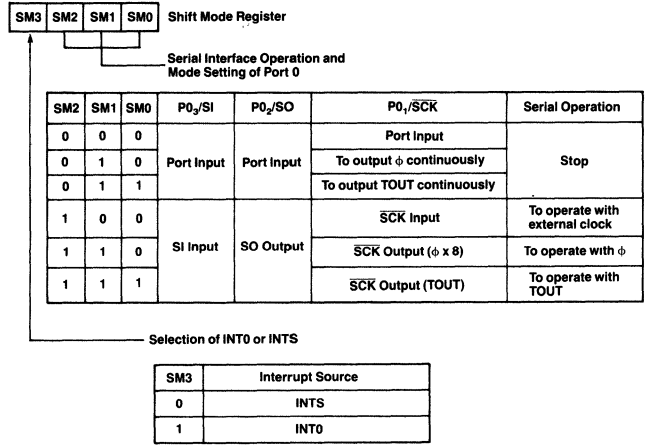 SM3 SM2 SM1 SM0 Shift Mode Register
Serial Interface Operation and
Mode Setting of Port 0
SM2 SM1 SM0 P0₃/SI P0₂/SO P0₁/S̅C̅K̅ Serial Operation
0 0 0 Port Input Port Input Port Input Stop
0 1 0 To output ϕ continuously
0 1 1 To output TOUT continuously
1 0 0 SI Input SO Output S̅C̅K̅ Input To operate with
external clock
1 1 0 S̅C̅K̅ Output (ϕ x 8) To operate with ϕ
1 1 1 S̅C̅K̅ Output (TOUT) To operate with
TOUT
Selection of INT0 or INTS
SM3 Interrupt Source
0 INTS
1 INT0